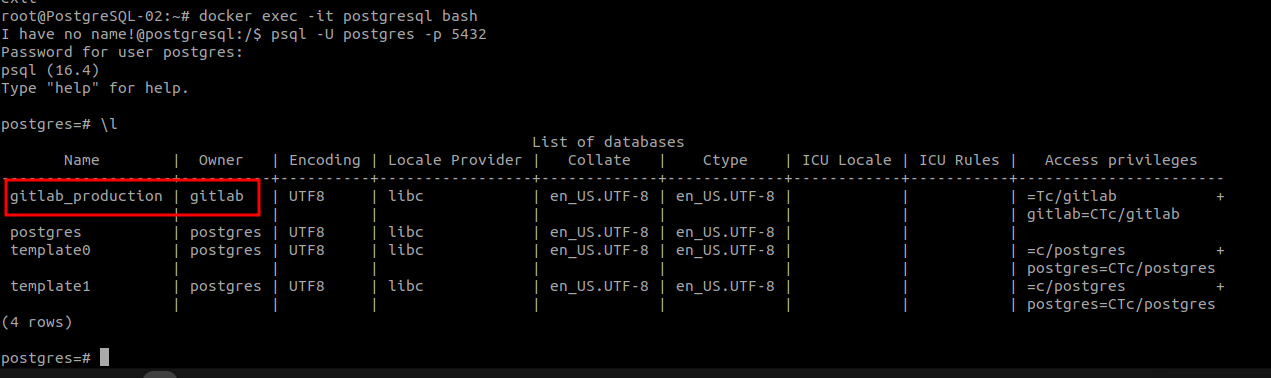 exit
root@PostgreSQL-02:~# docker exec -it postgresql bash
I have no name!@postgresql:/$ psql -U postgres -p 5432
Password for user postgres:
psql (16.4)
Type "help" for help.

postgres=# \l
                                                           List of databases
       Name        |  Owner   | Encoding | Locale Provider |   Collate   |    Ctype    | ICU Locale | ICU Rules |   Access privileges
-------------------+----------+----------+-----------------+-------------+-------------+------------+-----------+-----------------------
 gitlab_production | gitlab   | UTF8     | libc            | en_US.UTF-8 | en_US.UTF-8 |            |           | =Tc/gitlab           +
                   |          |          |                 |             |             |            |           | gitlab=CTc/gitlab
 postgres          | postgres | UTF8     | libc            | en_US.UTF-8 | en_US.UTF-8 |            |           |
 template0         | postgres | UTF8     | libc            | en_US.UTF-8 | en_US.UTF-8 |            |           | =c/postgres          +
                   |          |          |                 |             |             |            |           | postgres=CTc/postgres
 template1         | postgres | UTF8     | libc            | en_US.UTF-8 | en_US.UTF-8 |            |           | =c/postgres          +
                   |          |          |                 |             |             |            |           | postgres=CTc/postgres
(4 rows)

postgres=#